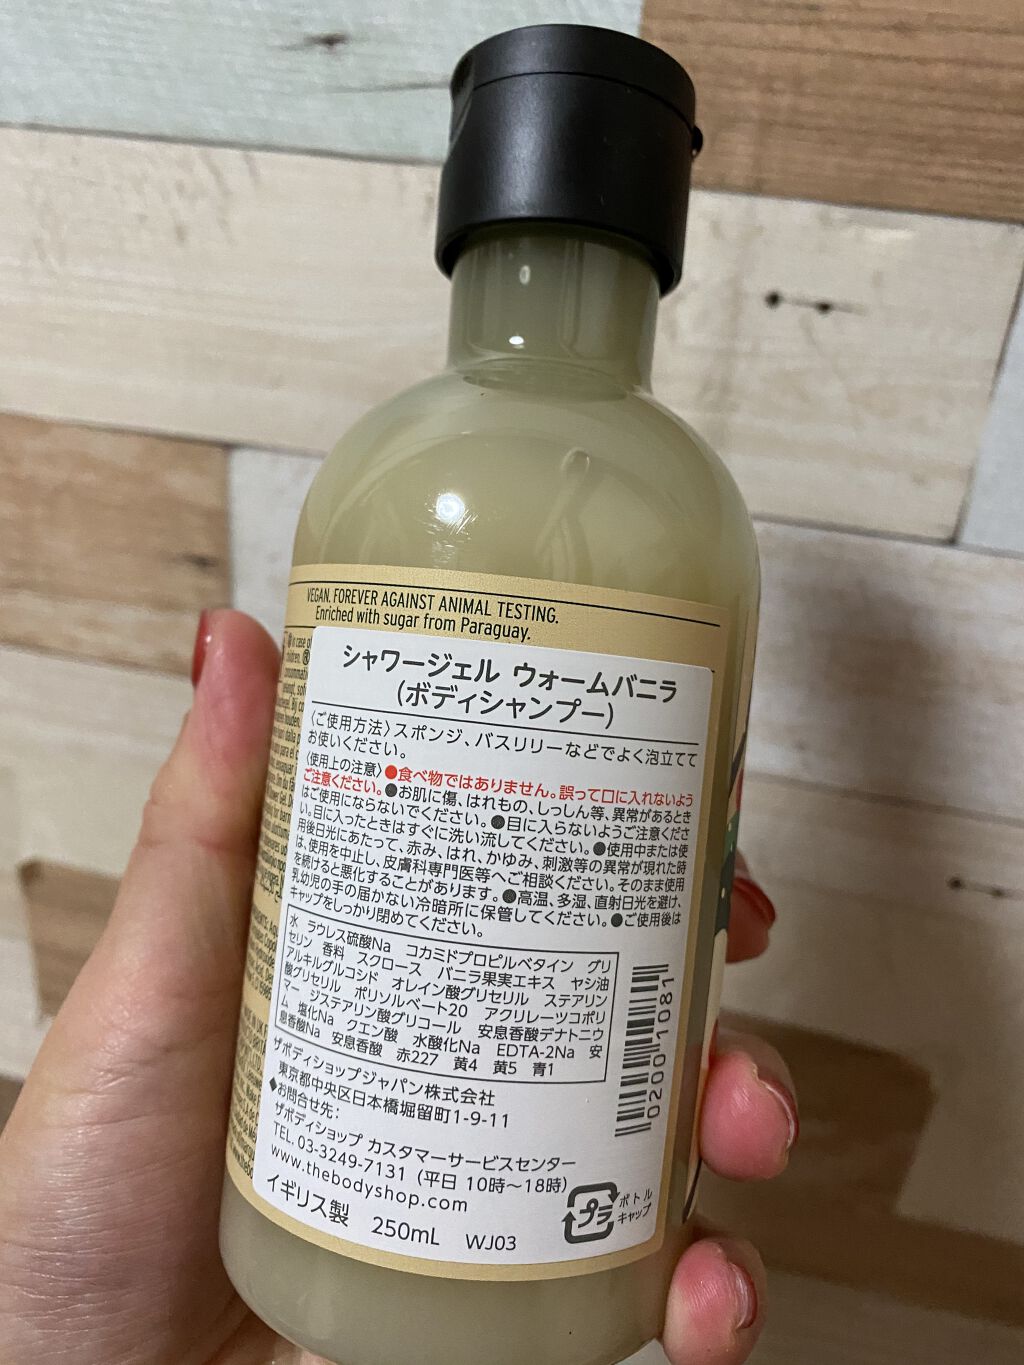 VEGAN. FOREVER AGAINST ANIMAL TESTING.
Enriched with sugar from Paraguay.
シャワージェル ウォームバニラ
(ボディシャンプー)
〈ご使用方法〉スポンジ、バスリリーなどでよく泡立てて
お使いください。
〈使用上の注意〉●食べ物ではありません。誤って口に入れないよう
ご注意ください。●お肌に傷、はれもの、しっしん等、異常があるとき
はご使用にならないでください。●目に入らないようご注意くださ
い。目に入ったときはすぐに洗い流してください。●使用中または使
用後日光にあたって、赤み、はれ、かゆみ、刺激等の異常が現れた時
は、使用を中止し、皮膚科専門医等へご相談ください。そのまま使用
を続けると悪化することがあります。●高温、多湿、直射日光を避け、
乳幼児の手の届かない冷暗所に保管してください。●ご使用後は
キャップをしっかり閉めてください。
水 ラウレス硫酸Na コカミドプロピルベタイン グリ
セリン 香料 スクロース バニラ果実エキス ヤシ油
アルキルグルコシド オレイン酸グリセリル ステアリン
酸グリセリル ポリソルベート20 アクリレーツコポリ
マー ジステアリン酸グリコール 安息香酸デナトニウ
ム 塩化Na クエン酸 水酸化Na EDTA-2Na 安
息香酸Na 安息香酸 赤227 黄4 黄5 青1
02001081
ザボディショップジャパン株式会社
東京都中央区日本橋堀留町1-9-11
◆お問合せ先:
ザボディショップ カスタマーサービスセンター
TEL. 03-3249-7131 (平日 10時〜18時)
www.thebodyshop.com
イギリス製 250mL WJ03
プラ
ボトル
キャップ